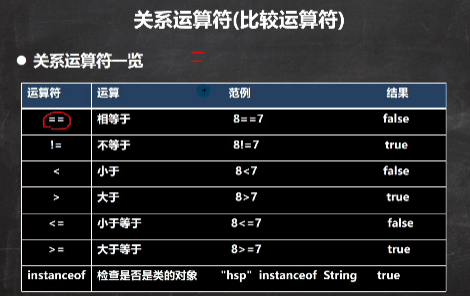 关系运算符(比较运算符)
● 关系运算符一览 =
运算符 运算 范例 结果
== 相等于 8==7 false
!= 不等于 8!=7 true
< 小于 8<7 false
> 大于 8>7 true
<= 小于等于 8<=7 false
>= 大于等于 8>=7 true
instanceof 检查是否是类的对象 "hsp" instanceof String true